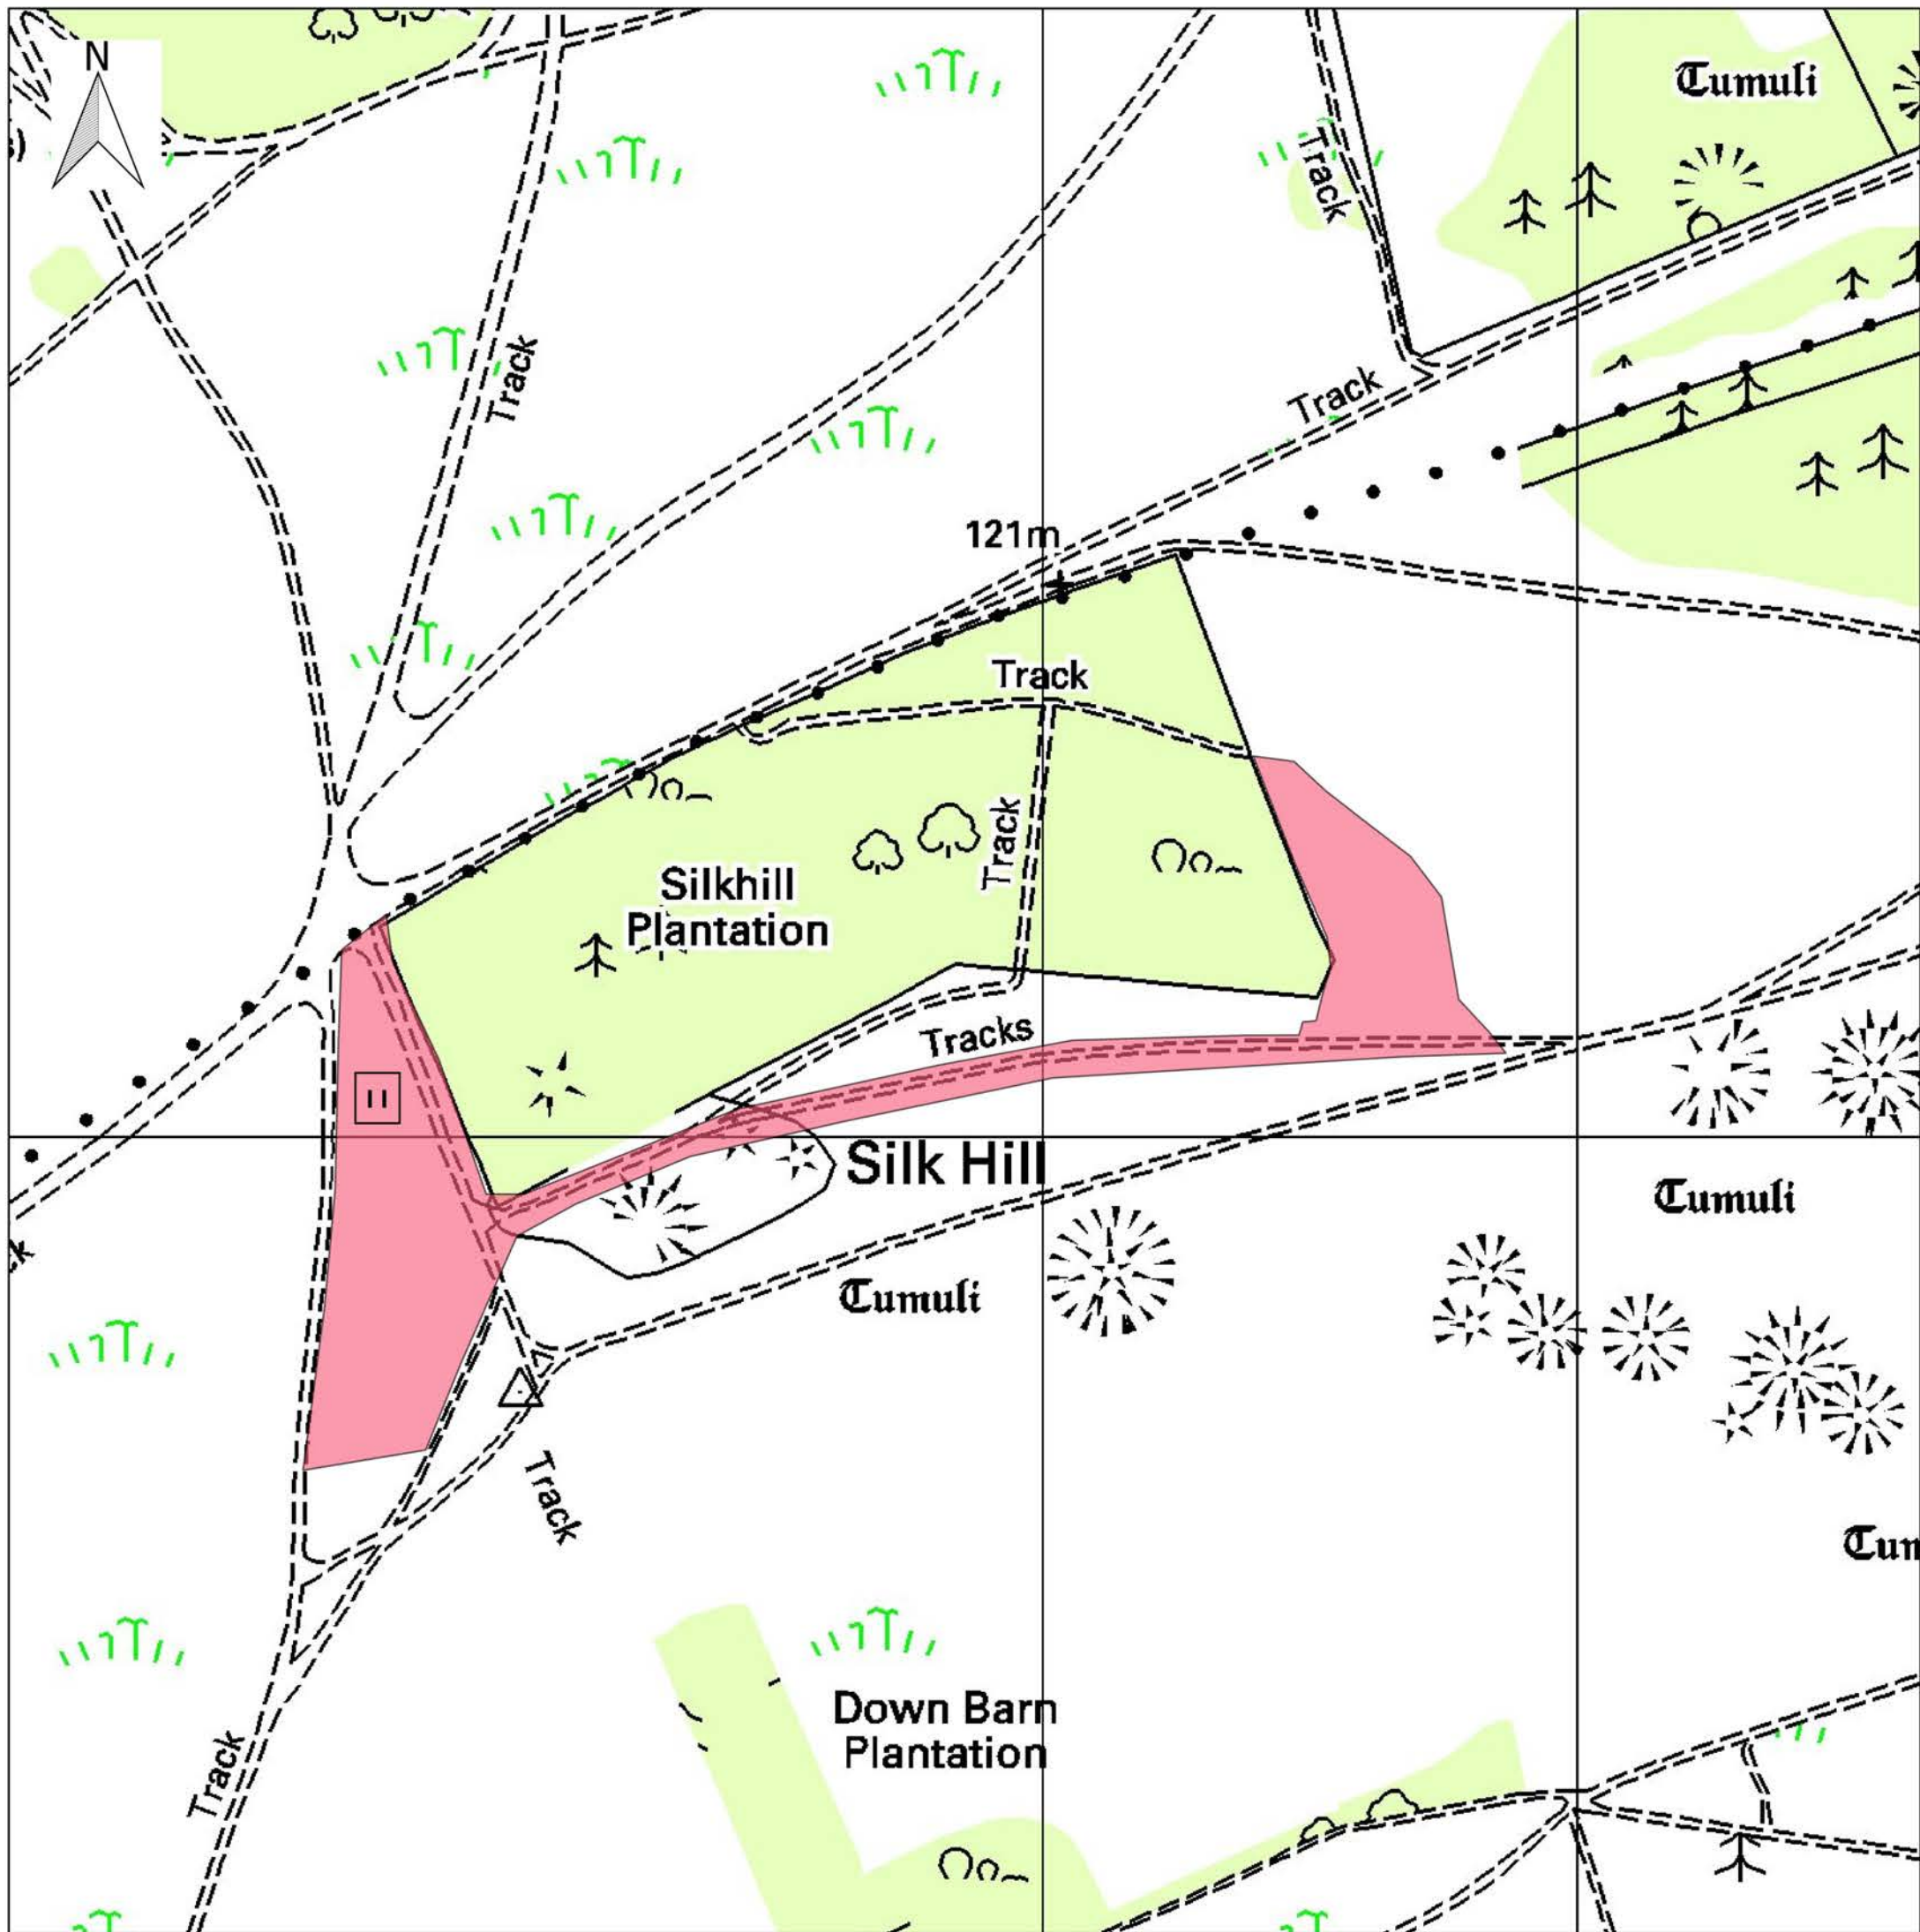 N
Tumuli
Track
Track
Track
121m
Track
Track
Silkhill
Plantation
Tracks
Silk Hill
Tumuli
Tumuli
Track
Down Barn
Plantation
Track